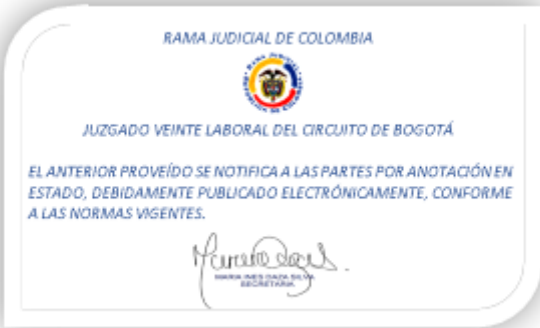 RAMA JUDICIAL DE COLOMBIA
JUZGADO VEINTE LABORAL DEL CIRCUITO DE BOGOTÁ
EL ANTERIOR PROVEÍDO SE NOTIFICA A LAS PARTES POR ANOTACIÓN EN
ESTADO, DEBIDAMENTE PUBLICADO ELECTRÓNICAMENTE, CONFORME
A LAS NORMAS VIGENTES.
MARIA INES DAZA SILVA
SECRETARIA